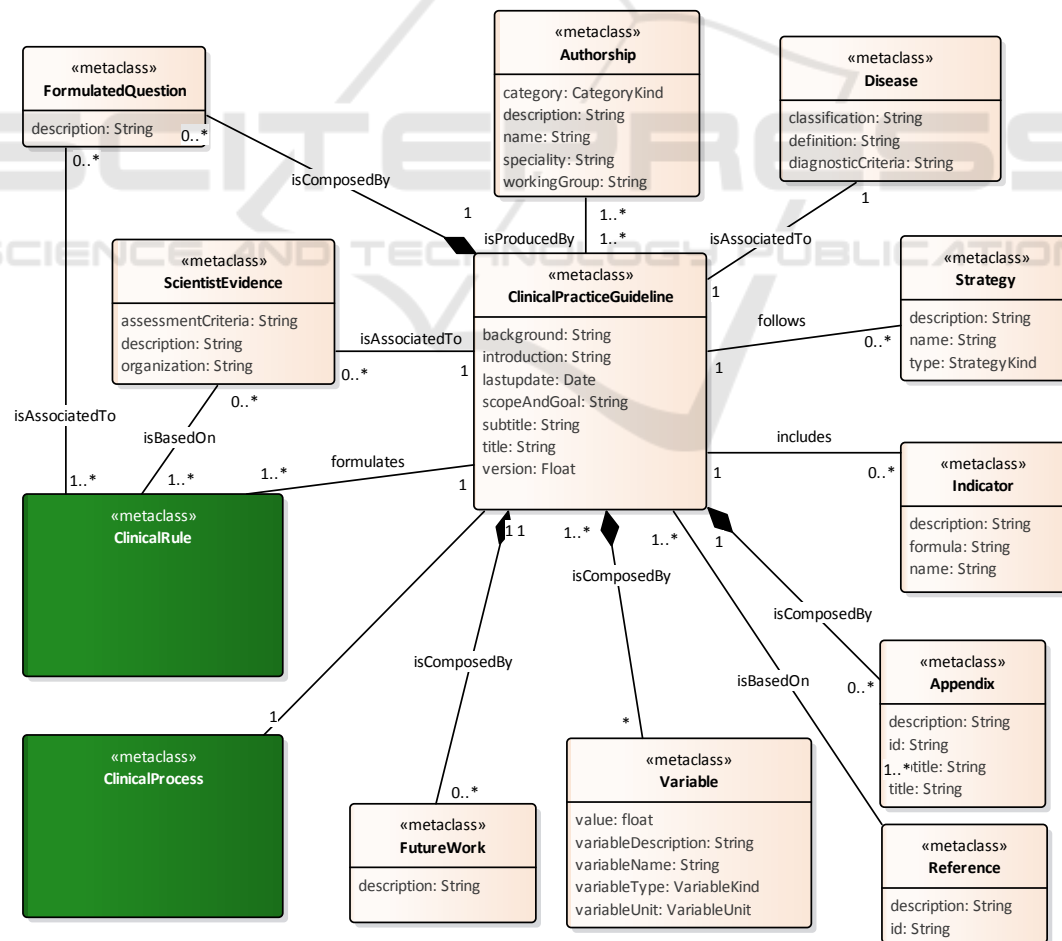 «metaclass»
FormulatedQuestion
description: String
0..*
0..*
«metaclass»
Authorship
category: CategoryKind
description: String
name: String
speciality: String
workingGroup: String
1..*
1..*
isProducedBy
«metaclass»
Disease
classification: String
definition: String
diagnosticCriteria: String
1
isAssociatedTo
1
isComposedBy
1
SCITEPRESS
SCIENCE AND TECHNOLOGY PUBLICATIONS
«metaclass»
ScientistEvidence
assessmentCriteria: String
description: String
organization: String
0..*
isAssociatedTo
0..*
1
«metaclass»
ClinicalPracticeGuideline
background: String
introduction: String
lastupdate: Date
scopeAndGoal: String
subtitle: String
title: String
version: Float
«metaclass»
Strategy
description: String
name: String
type: StrategyKind
follows
0..*
1
isAssociatedTo
1..*
isBasedOn
1..*
formulates
1..*
1
includes
0..*
1
«metaclass»
Indicator
description: String
formula: String
name: String
«metaclass»
ClinicalRule
«metaclass»
ClinicalProcess
1
1 1
isComposedBy
0..*
«metaclass»
FutureWork
description: String
1..*
isComposedBy
*
«metaclass»
Variable
value: float
variableDescription: String
variableName: String
variableType: VariableKind
variableUnit: VariableUnit
1
isComposedBy
0..*
«metaclass»
Appendix
description: String
id: String
title: String
title: String
1..*
isBasedOn
1..*
«metaclass»
Reference
description: String
id: String